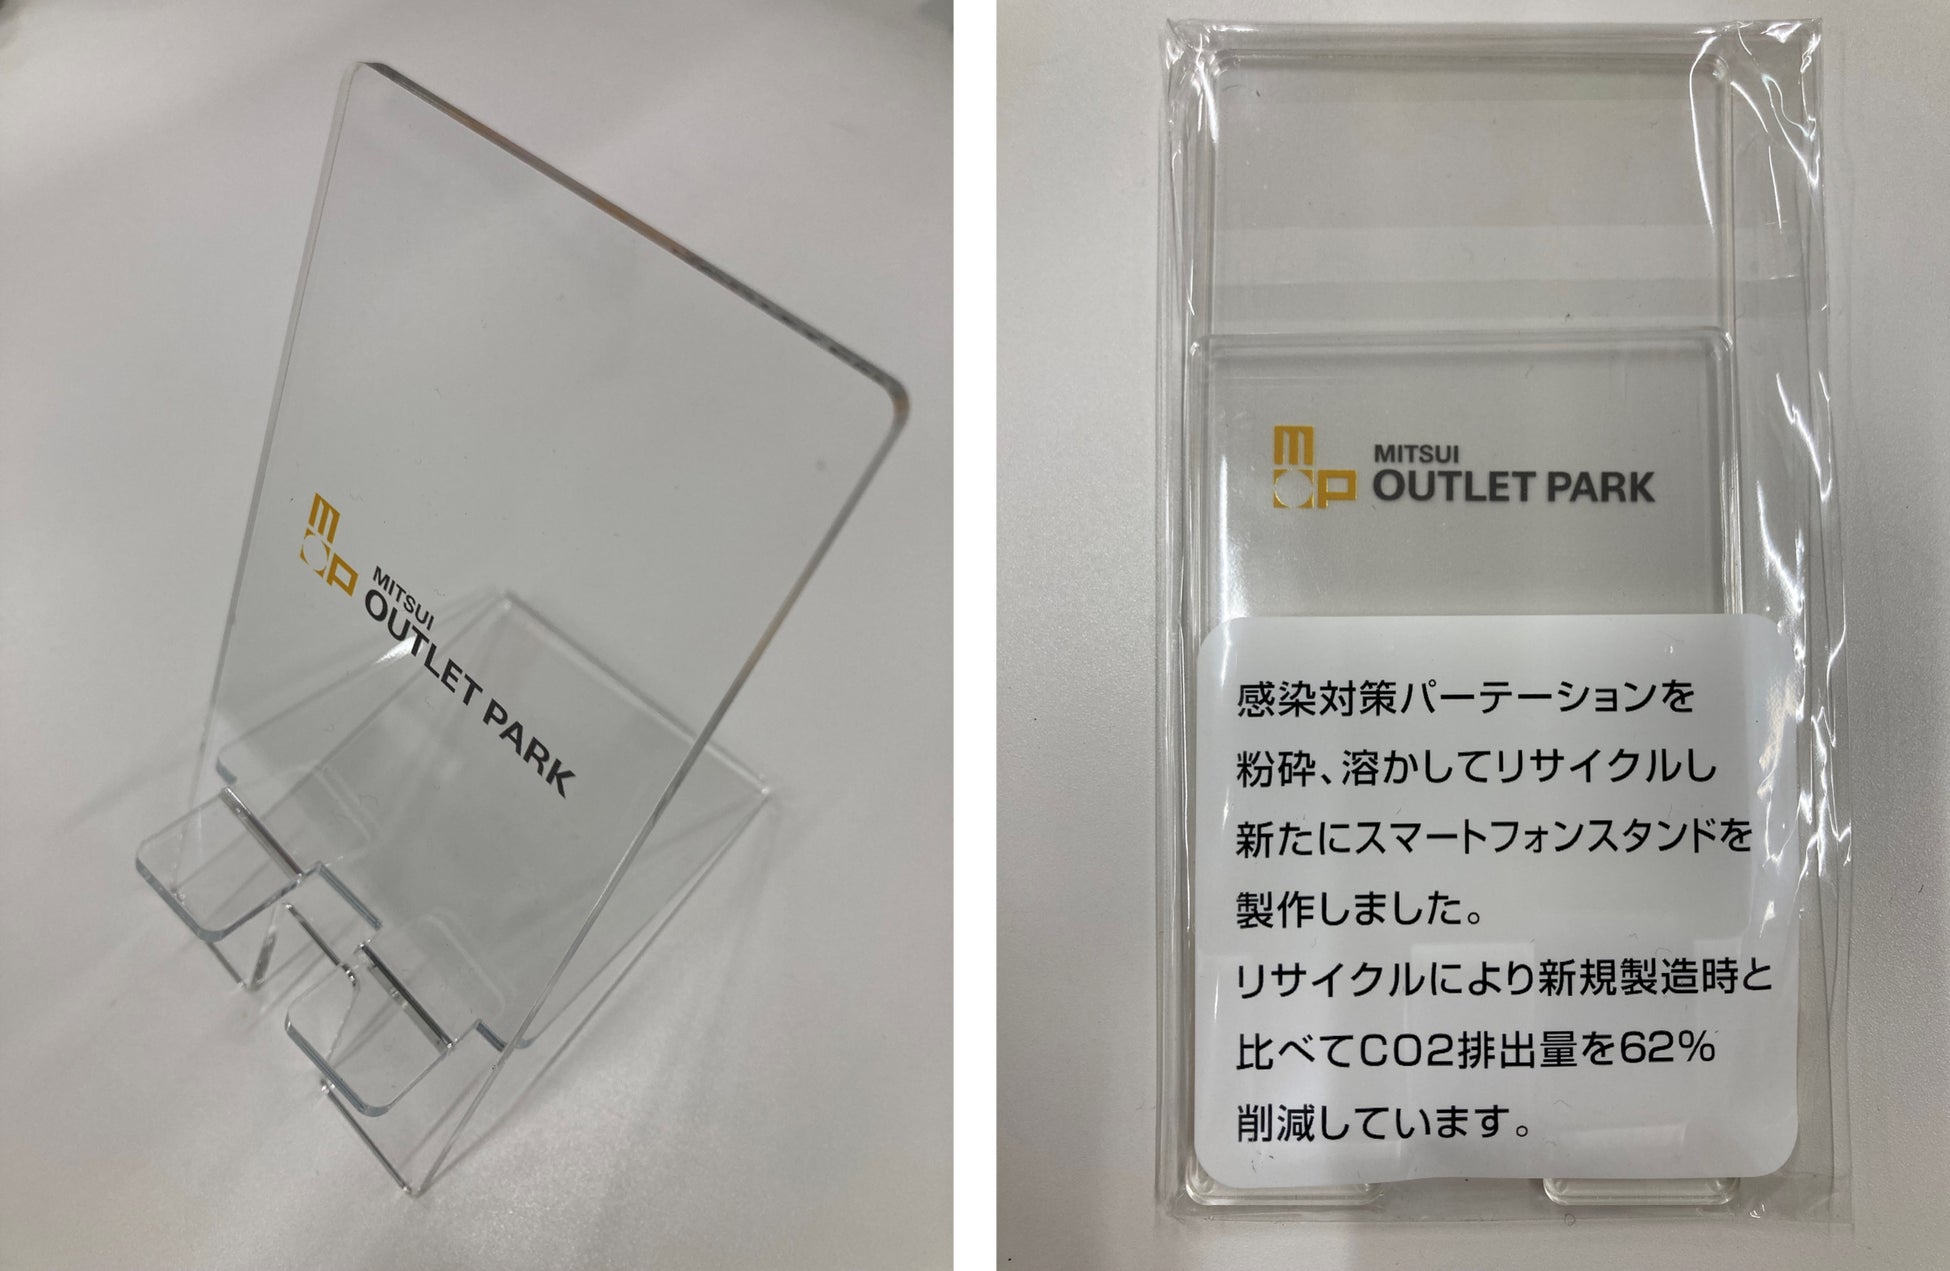 mop
MITSUI
OUTLET PARK
mop
MITSUI
OUTLET PARK
感染対策パーテーションを
粉砕、溶かしてリサイクルし
新たにスマートフォンスタンドを
製作しました。
リサイクルにより新規製造時と
比べてCO2排出量を62%
削減しています。